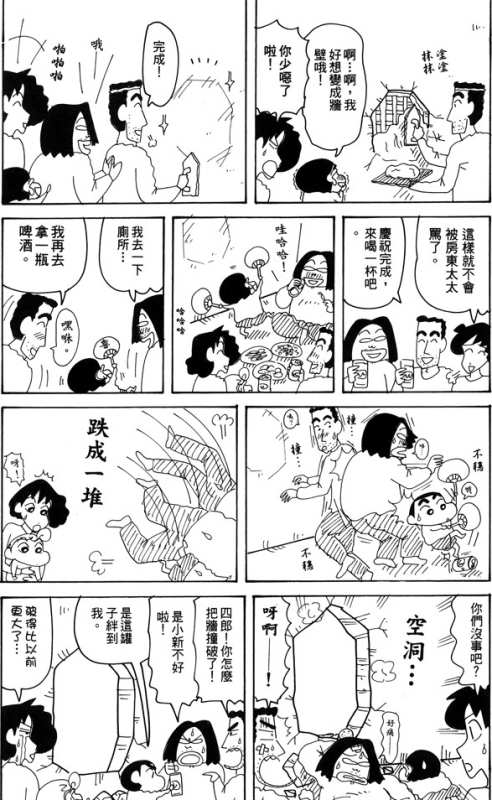 塗塗
抹抹
啊…啊，我
好想變成牆
壁哦！
你少噁了
啦！
完成！
哦
啪啪啪
這樣就不會
被房東太太
罵了。
慶祝完成，
來喝一杯吧
。
哇哈哈！
哈哈哈
我去一下
廁所…
嘿咻。
我再去
拿一瓶
啤酒。
不穩
撞…
撞…
不穩
跌成一堆
呀！
你們沒事吧？
空洞…
好痛
呀啊——！
四郎！你怎麼
把牆撞破了！
是小新不好
啦！
是這罐
子絆到
我。
破得比以前
更大了…